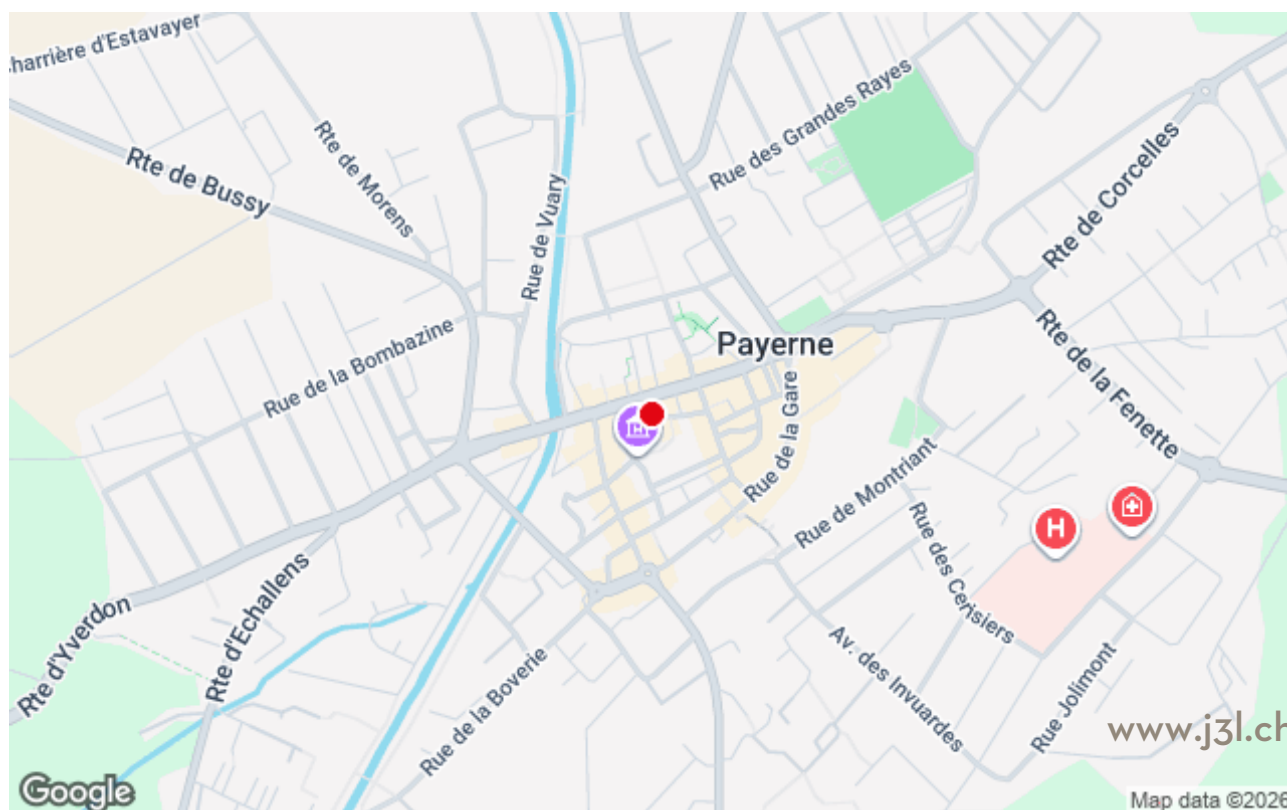 charrière d'Estavayer
Rte de Bussy
Rte de Morens
Rue de Vuary
Rue des Grandes Rayes
Rte de Corcelles
Rue de la Bombazine
Payerne
Rte de la Fenette
Rue de la Gare
Rue de Montriant
H
Rue des Cerisiers
Rte d'Yverdon
Rte d'Echallens
Rue de la Boverie
Av. des Invuardes
Rue Jolimont
www.j3l.ch
Google
Map data ©2026